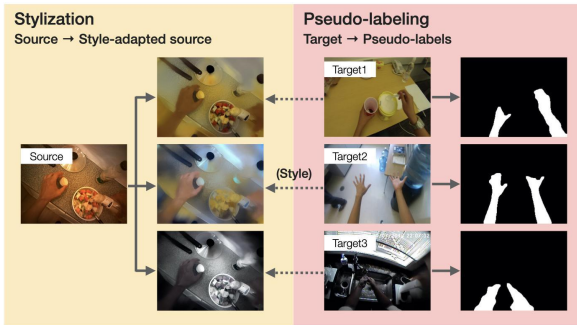 Stylization
Source → Style-adapted source
Pseudo-labeling
Target → Pseudo-labels
Target1
Source
Target2
(Style)
Target3